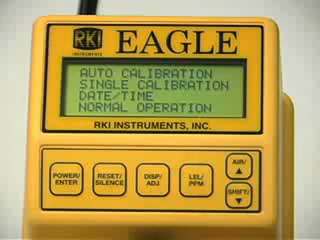 RKI EAGLE
INSTRUMENTS
AUTO CALIBRATION
SINGLE CALIBRATION
DATE/TIME
NORMAL OPERATION
RKI INSTRUMENTS, INC.
POWER/ENTER
RESET/SILENCE
DISP/ADJ
LEL/PPM
AIR/▲
SHIFT/▼